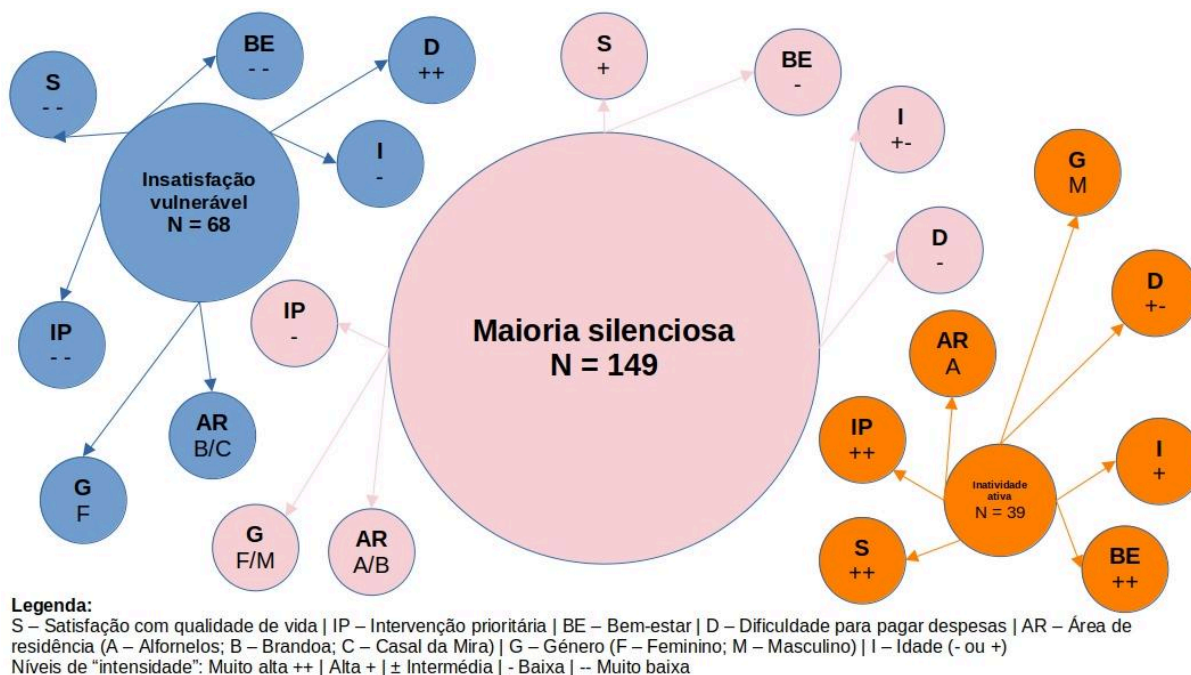 S
- -
BE
- -
D
++
I
-
Insatisfação
vulnerável
N = 68
IP
- -
AR
B/C
G
F
S
+
BE
-
I
+-
D
-
IP
-
Maioria silenciosa
N = 149
G
F/M
AR
A/B
G
M
D
+-
AR
A
IP
++
I
+
Inatividade
ativa
N = 39
S
++
BE
++
Legenda:
S – Satisfação com qualidade de vida | IP – Intervenção prioritária | BE – Bem-estar | D – Dificuldade para pagar despesas | AR – Área de
residência (A – Alfornelos; B – Brandoa; C – Casal da Mira) | G – Género (F – Feminino; M – Masculino) | I – Idade (- ou +)
Níveis de “intensidade”: Muito alta ++ | Alta + | ± Intermédia | - Baixa | -- Muito baixa